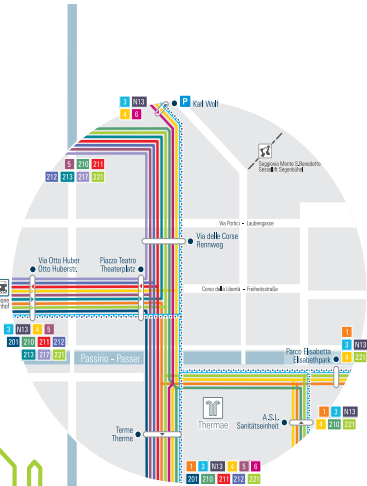 3 N13
4 6
P Karl Wolf
Seggiovia Monte S.Benedetto
Sessellift Segenbühel
5 210 211
212 213 217 221
Via Portici - Laubengasse
Via delle Corse
Rennweg
Via Otto Huber
Otto Huberstr.
Piazza Teatro
Theaterplatz
Corso della Libertà - Freiheitsstraße
3 N13 4 5
201 210 211 212
213 217 221
Passirio - Passer
1
3 N13
4 221
Parco Elisabetta
Elisabethpark
Thermae
A.S.L.
Sanitätseinheit
1 3 N13
4 210 221
Terme
Therme
1 3 N13 4 5 6
201 210 211 212 221